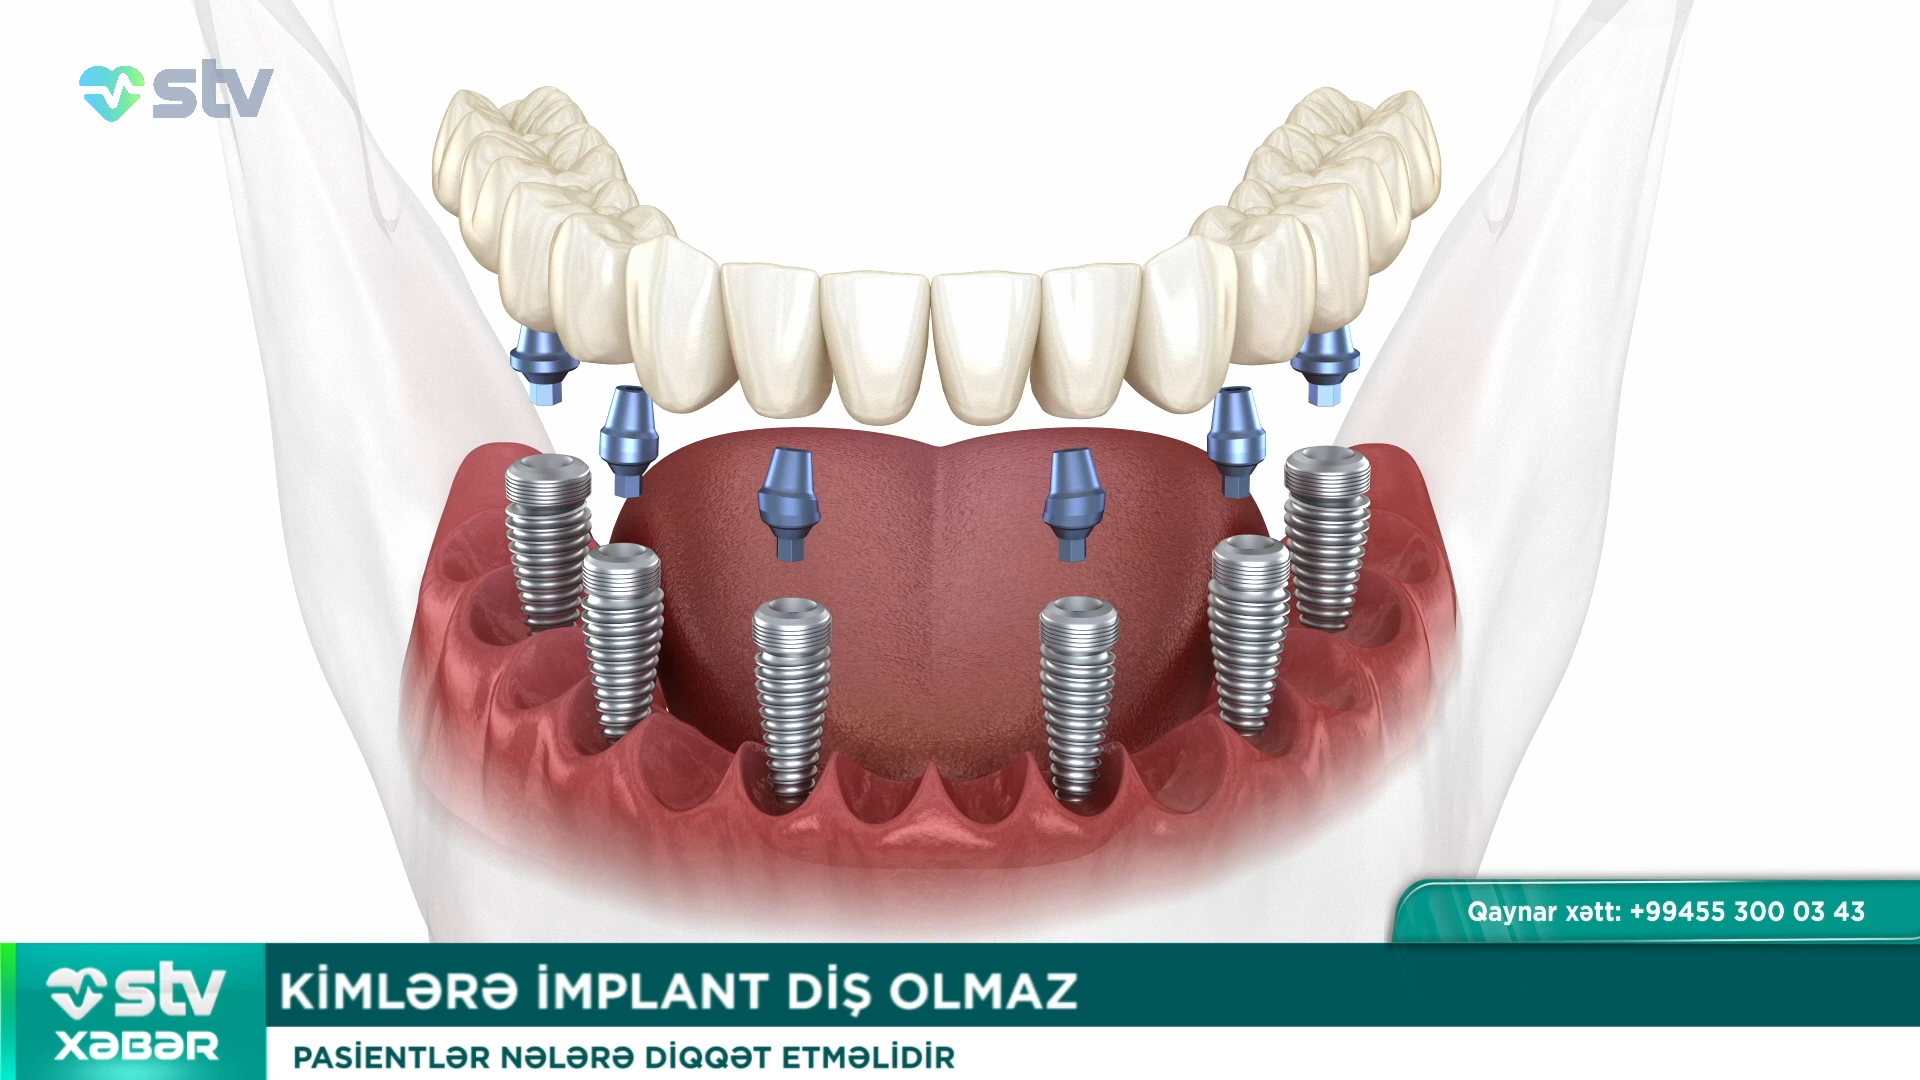 stv
Qaynar xətt: +99455 300 03 43
stv
XƏBƏR
KİMLƏRƏ İMPLANT DİŞ OLMAZ
PASİENTLƏR NƏLƏRƏ DİQQƏT ETMƏLİDİR